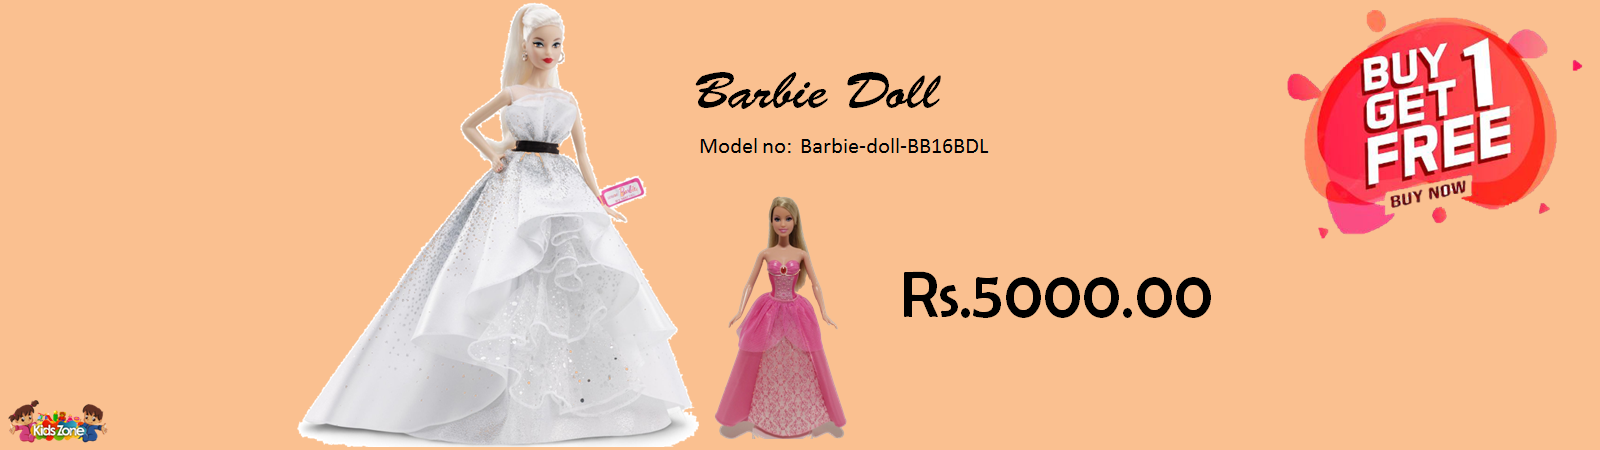 Barbie Doll
Model no: Barbie-doll-BB16BDL
Rs.5000.00
BUY 1
GET
FREE
BUY NOW
Kids Zone